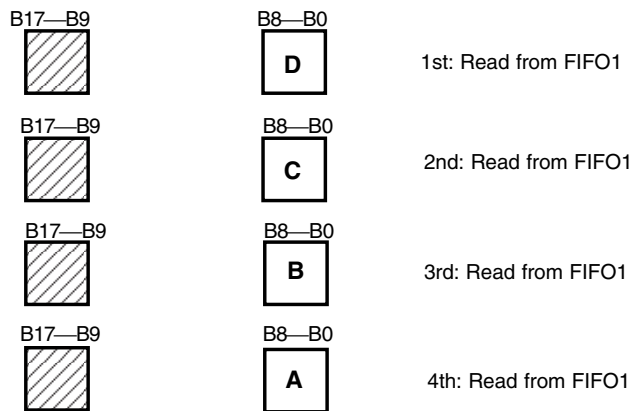 B17—B9 B8—B0
D 1st: Read from FIFO1
B17—B9 B8—B0
C 2nd: Read from FIFO1
B17—B9 B8—B0
B 3rd: Read from FIFO1
B17—B9 B8—B0
A 4th: Read from FIFO1